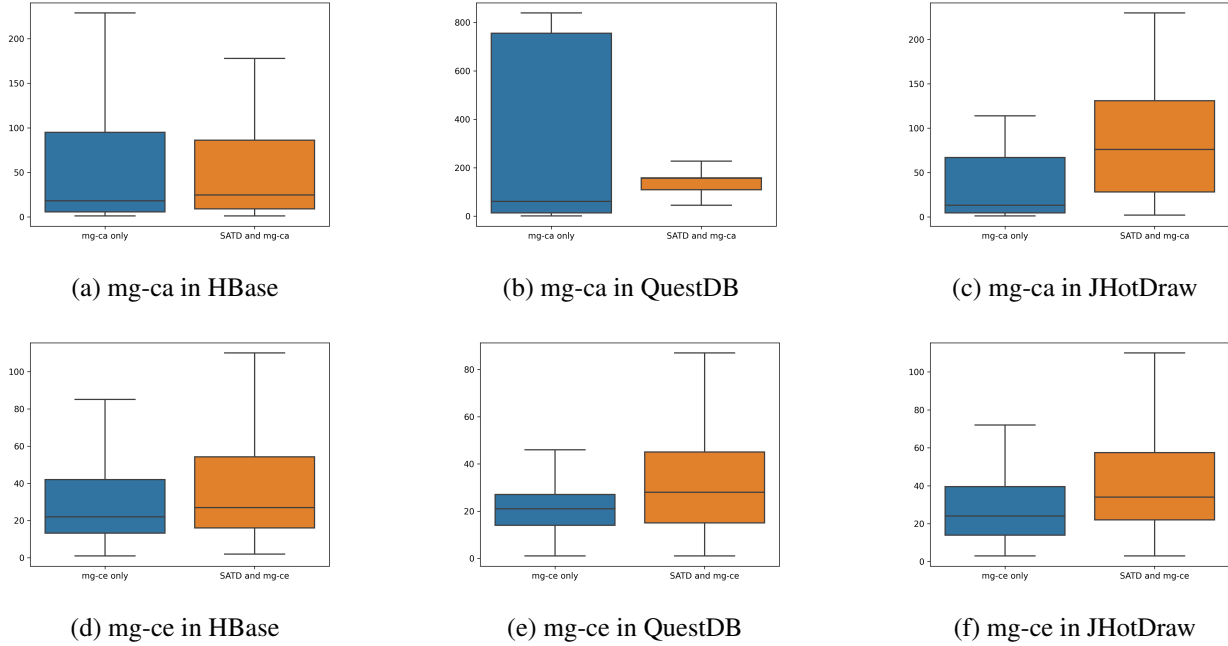 200
150
100
50
0
mg-ca only SATD and mg-ca
(a) mg-ca in HBase
800
600
400
200
0
mg-ca only SATD and mg-ca
(b) mg-ca in QuestDB
200
150
100
50
0
mg-ca only SATD and mg-ca
(c) mg-ca in JHotDraw
100
80
60
40
20
0
mg-ce only SATD and mg-ce
(d) mg-ce in HBase
80
60
40
20
0
mg-ce only SATD and mg-ce
(e) mg-ce in QuestDB
100
80
60
40
20
0
mg-ce only SATD and mg-ce
(f) mg-ce in JHotDraw